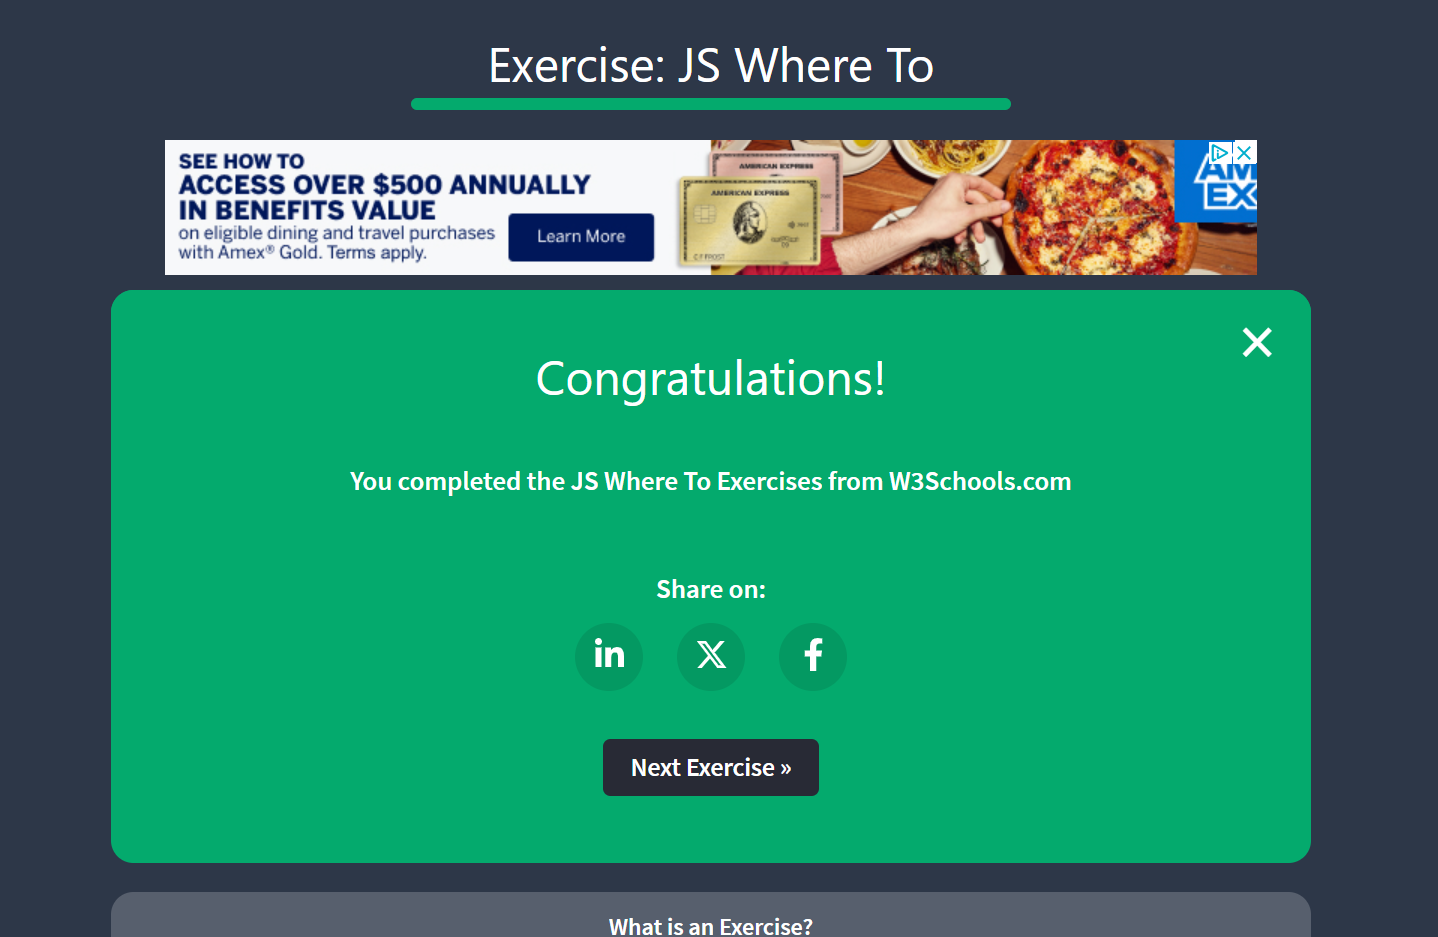 Exercise: JS Where To
SEE HOW TO
ACCESS OVER $500 ANNUALLY
IN BENEFITS VALUE
on eligible dining and travel purchases
with Amex® Gold. Terms apply.
Learn More
AMERICAN EXPRESS
AMERICAN EXPRESS
C F FROST
AM
EX
Congratulations!
You completed the JS Where To Exercises from W3Schools.com
Share on:
in
X
f
Next Exercise »
What is an Exercise?